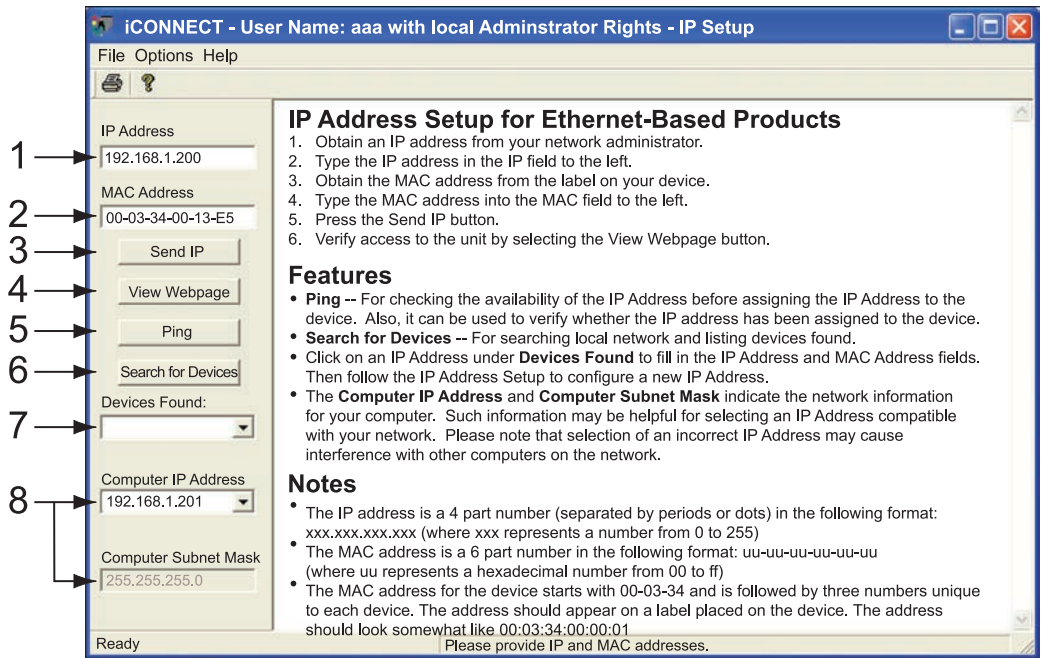 iCONNECT - User Name: aaa with local Adminstrator Rights - IP Setup
File Options Help
IP Address
1
192.168.1.200
MAC Address
2
00-03-34-00-13-E5
3
Send IP
4
View Webpage
5
Ping
6
Search for Devices
Devices Found:
7
Computer IP Address
8
192.168.1.201
Computer Subnet Mask
255.255.255.0
IP Address Setup for Ethernet-Based Products
1. Obtain an IP address from your network administrator.
2. Type the IP address in the IP field to the left.
3. Obtain the MAC address from the label on your device.
4. Type the MAC address into the MAC field to the left.
5. Press the Send IP button.
6. Verify access to the unit by selecting the View Webpage button.
Features
• Ping -- For checking the availability of the IP Address before assigning the IP Address to the
device. Also, it can be used to verify whether the IP address has been assigned to the device.
• Search for Devices -- For searching local network and listing devices found.
• Click on an IP Address under Devices Found to fill in the IP Address and MAC Address fields.
Then follow the IP Address Setup to configure a new IP Address.
• The Computer IP Address and Computer Subnet Mask indicate the network information
for your computer. Such information may be helpful for selecting an IP Address compatible
with your network. Please note that selection of an incorrect IP Address may cause
interference with other computers on the network.
Notes
• The IP address is a 4 part number (separated by periods or dots) in the following format:
xxx.xxx.xxx.xxx (where xxx represents a number from 0 to 255)
• The MAC address is a 6 part number in the following format: uu-uu-uu-uu-uu-uu
(where uu represents a hexadecimal number from 00 to ff)
• The MAC address for the device starts with 00-03-34 and is followed by three numbers unique
to each device. The address should appear on a label placed on the device. The address
should look somewhat like 00:03:34:00:00:01
Ready
Please provide IP and MAC addresses.